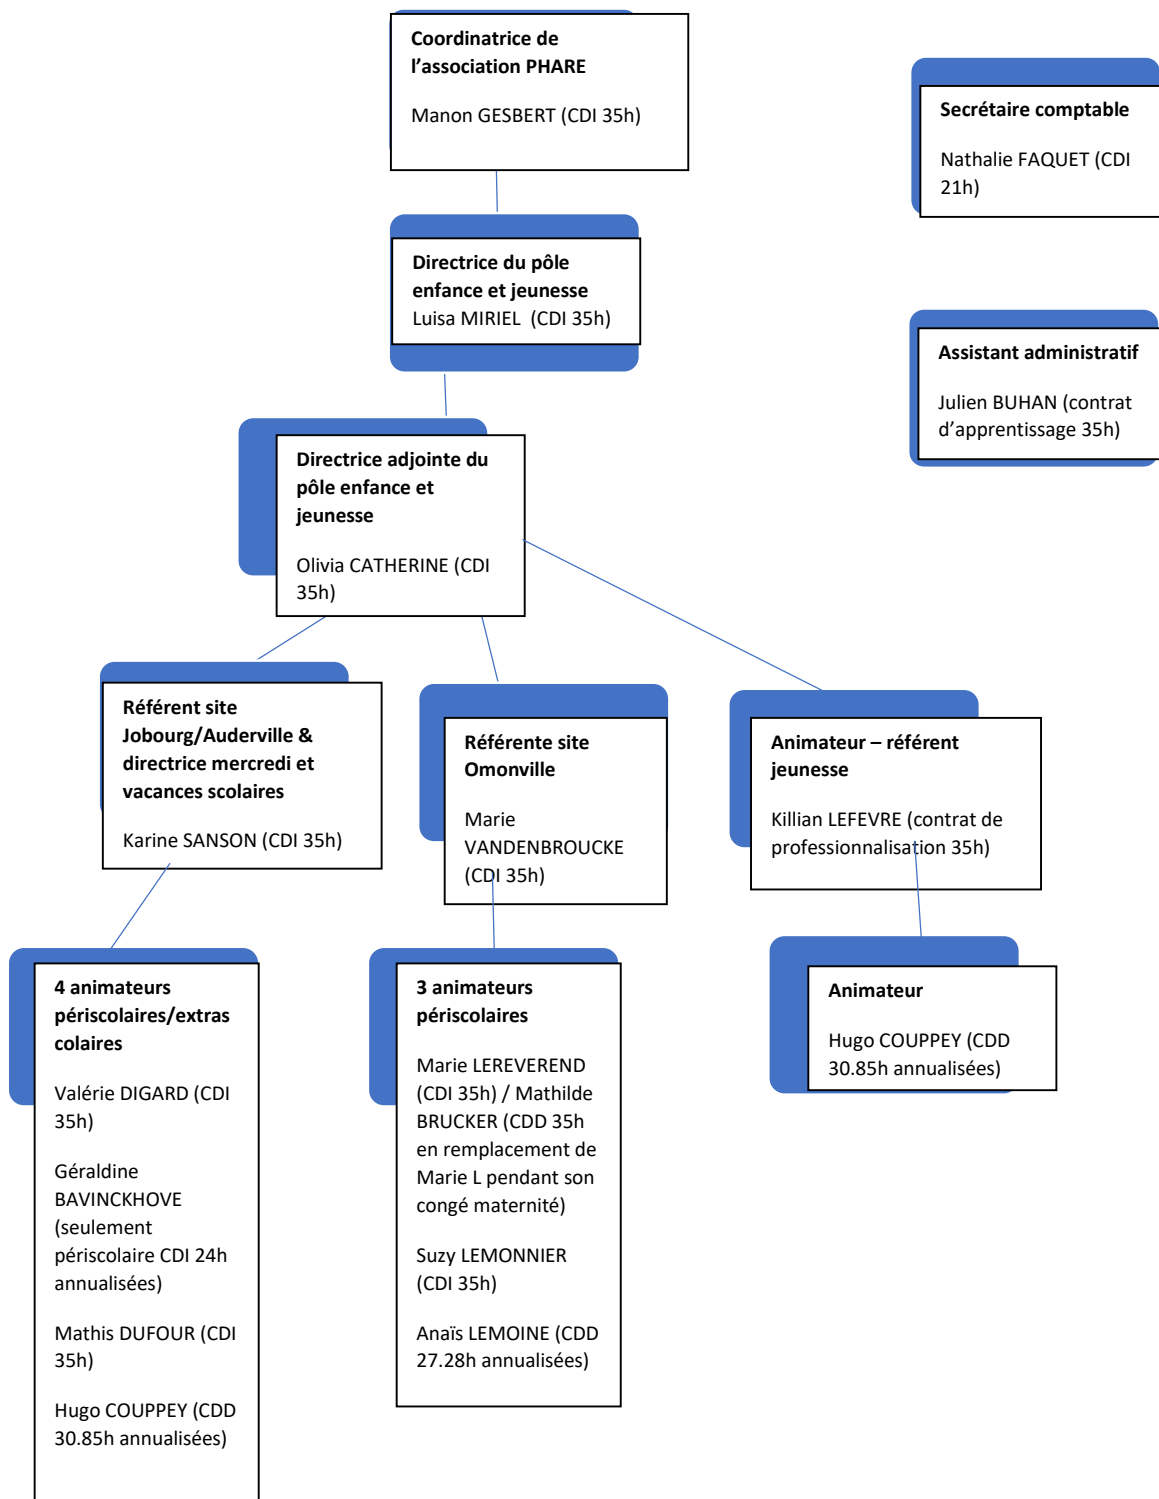 Coordinatrice de
l'association PHARE
Manon GESBERT (CDI 35h)
Secrétaire comptable
Nathalie FAQUET (CDI
21h)
Directrice du pôle
enfance et jeunesse
Luisa MIRIEL  (CDI 35h)
Assistant administratif
Julien BUHAN (contrat
d'apprentissage 35h)
Directrice adjointe du
pôle enfance et
jeunesse
Olivia CATHERINE (CDI
35h)
Référent site
Jobourg/Auderville &
directrice mercredi et
vacances scolaires
Karine SANSON (CDI 35h)
Référente site
Omonville
Marie
VANDENBROUCKE
(CDI 35h)
Animateur – référent
jeunesse
Killian LEFEVRE (contrat de
professionnalisation 35h)
4 animateurs
périscolaires/extras
colaires
Valérie DIGARD (CDI
35h)
Géraldine
BAVINCKHOVE
(seulement
périscolaire CDI 24h
annualisées)
Mathis DUFOUR (CDI
35h)
Hugo COUPPEY (CDD
30.85h annualisées)
3 animateurs
périscolaires
Marie LEREVEREND
(CDI 35h) / Mathilde
BRUCKER (CDD 35h
en remplacement de
Marie L pendant son
congé maternité)
Suzy LEMONNIER
(CDI 35h)
Anaïs LEMOINE (CDD
27.28h annualisées)
Animateur
Hugo COUPPEY (CDD
30.85h annualisées)